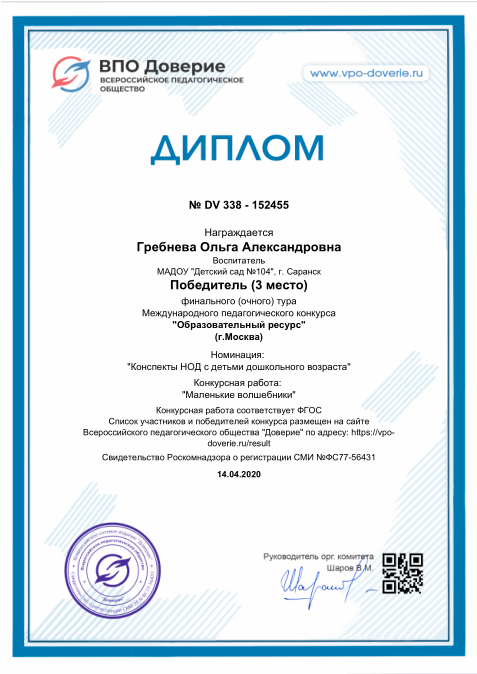 ВПО Доверие
ВСЕРОССИЙСКОЕ ПЕДАГОГИЧЕСКОЕ
ОБЩЕСТВО
www.vpo-doverie.ru
ДИПЛОМ
№ DV 338 - 152455
Награждается
Гребнева Ольга Александровна
Воспитатель
МАДОУ "Детский сад №104", г. Саранск
Победитель (3 место)
финального (очного) тура
Международного педагогического конкурса
"Образовательный ресурс"
(г.Москва)
Номинация:
"Конспекты НОД с детьми дошкольного возраста"
Конкурсная работа:
"Маленькие волшебники"
Конкурсная работа соответствует ФГОС
Список участников и победителей конкурса размещен на сайте
Всероссийского педагогического общества "Доверие" по адресу: https://vpo-
doverie.ru/result
Свидетельство Роскомнадзора о регистрации СМИ №ФС77-56431
14.04.2020
Руководитель орг. комитета
Шаров В.М.
"Доверие"